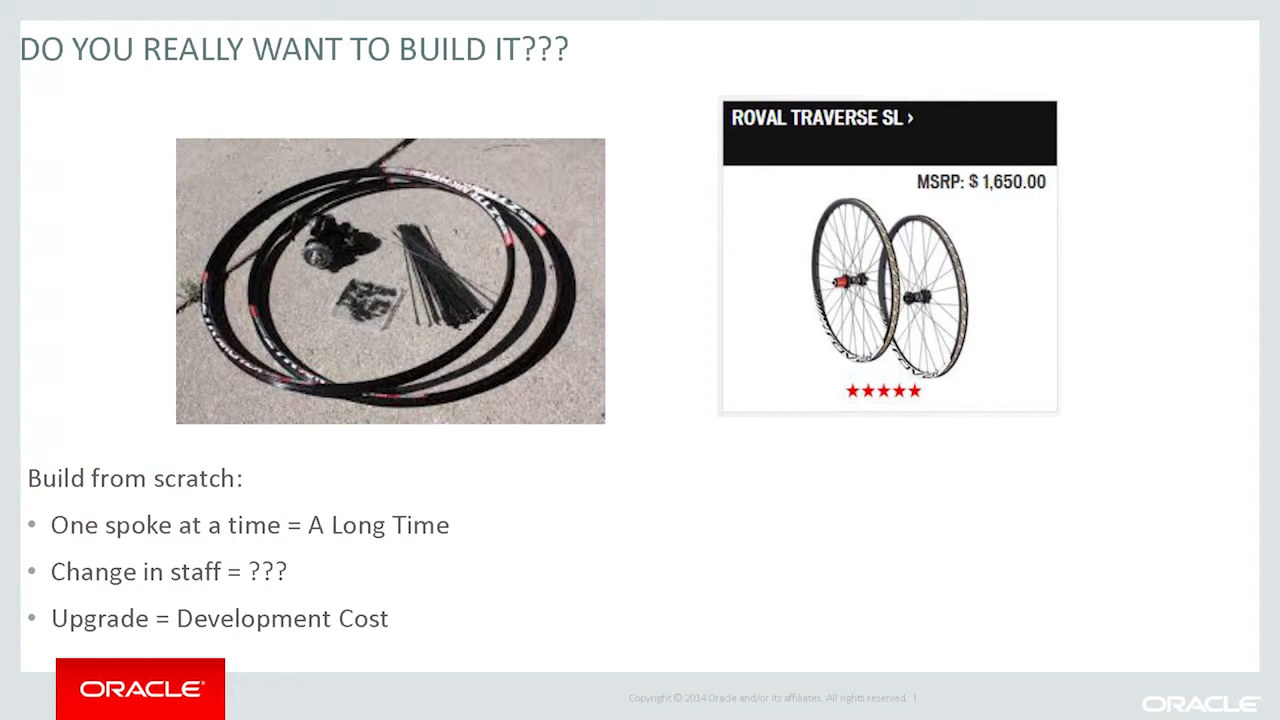 DO YOU REALLY WANT TO BUILD IT???
ROVAL TRAVERSE SL ›
MSRP: $ 1,650.00
★★★★★
Build from scratch:
• One spoke at a time = A Long Time
• Change in staff = ???
• Upgrade = Development Cost
ORACLE®
Copyright © 2014 Oracle and/or its affiliates. All rights reserved. |
ORACLE